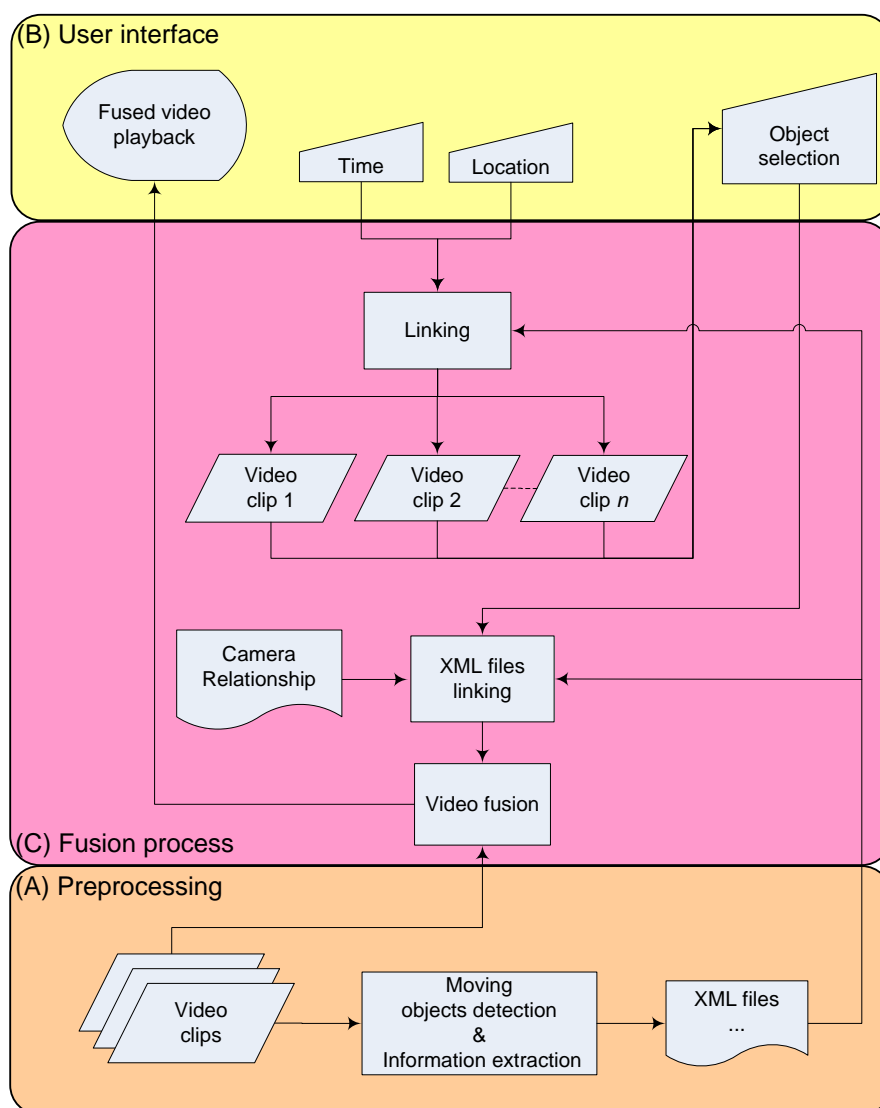 (B) User interface
Fused video
playback
Time
Location
Object
selection
Linking
Video
clip 1
Video
clip 2
Video
clip n
Camera
Relationship
XML files
linking
Video fusion
(C) Fusion process
(A) Preprocessing
Video
clips
Moving
objects detection
&
Information extraction
XML files
...